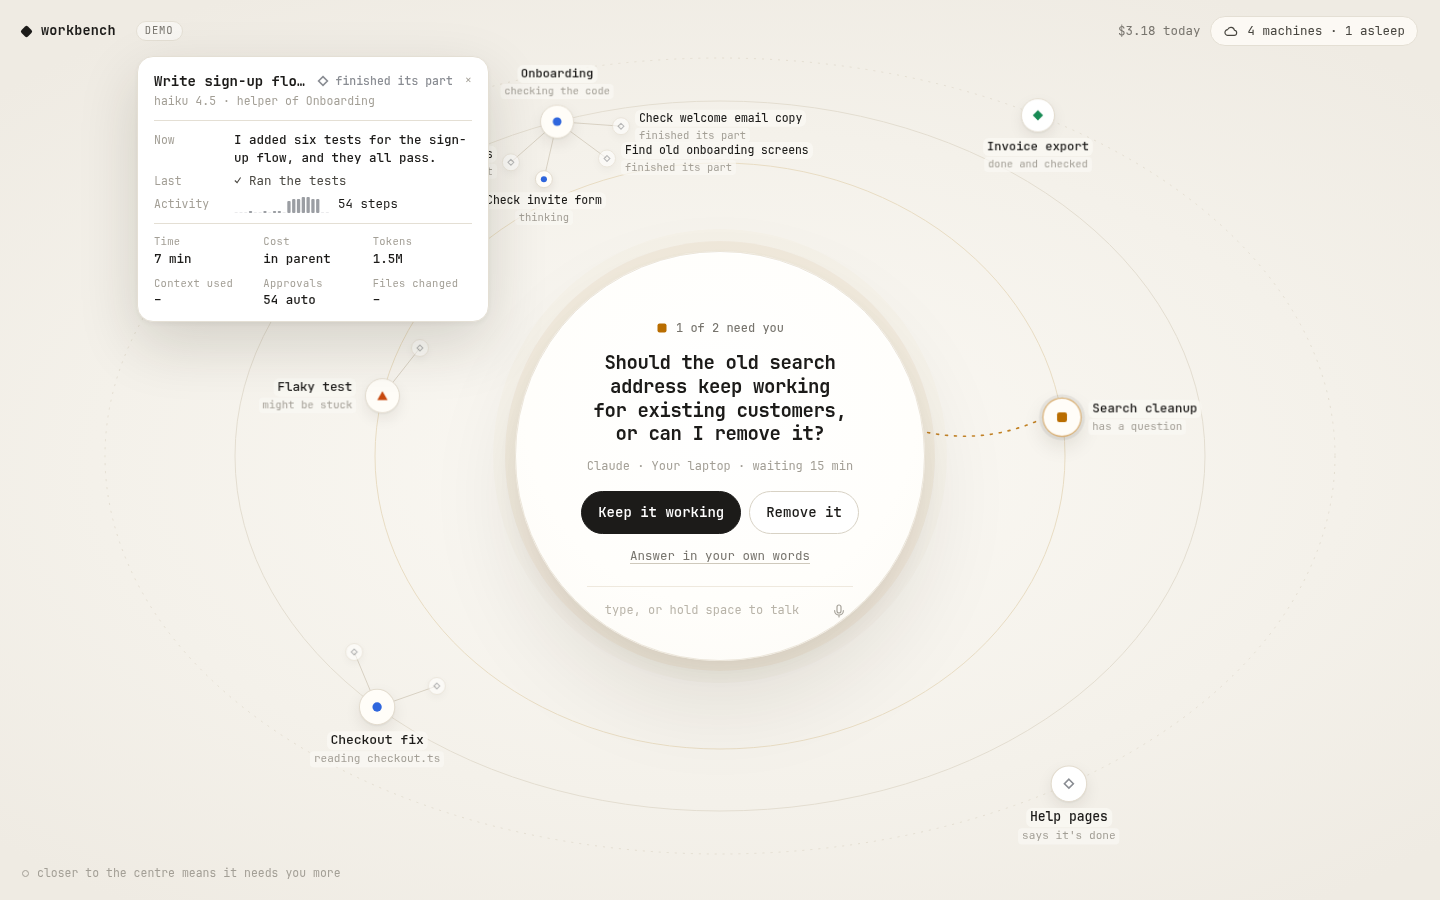 workbench
DEMO
$3.18 today
4 machines · 1 asleep
Write sign-up flo…
finished its part
×
haiku 4.5 · helper of Onboarding
Now
I added six tests for the sign-
up flow, and they all pass.
Last
✓ Ran the tests
Activity
54 steps
Time
Cost
Tokens
7 min
in parent
1.5M
Context used
Approvals
Files changed
–
54 auto
–
Onboarding
checking the code
Check welcome email copy
finished its part
Find old onboarding screens
finished its part
s
t
Check invite form
thinking
Invoice export
done and checked
1 of 2 need you
Should the old search
address keep working
for existing customers,
or can I remove it?
Claude · Your laptop · waiting 15 min
Keep it working
Remove it
Answer in your own words
type, or hold space to talk
Flaky test
might be stuck
Search cleanup
has a question
Checkout fix
reading checkout.ts
Help pages
says it's done
closer to the centre means it needs you more